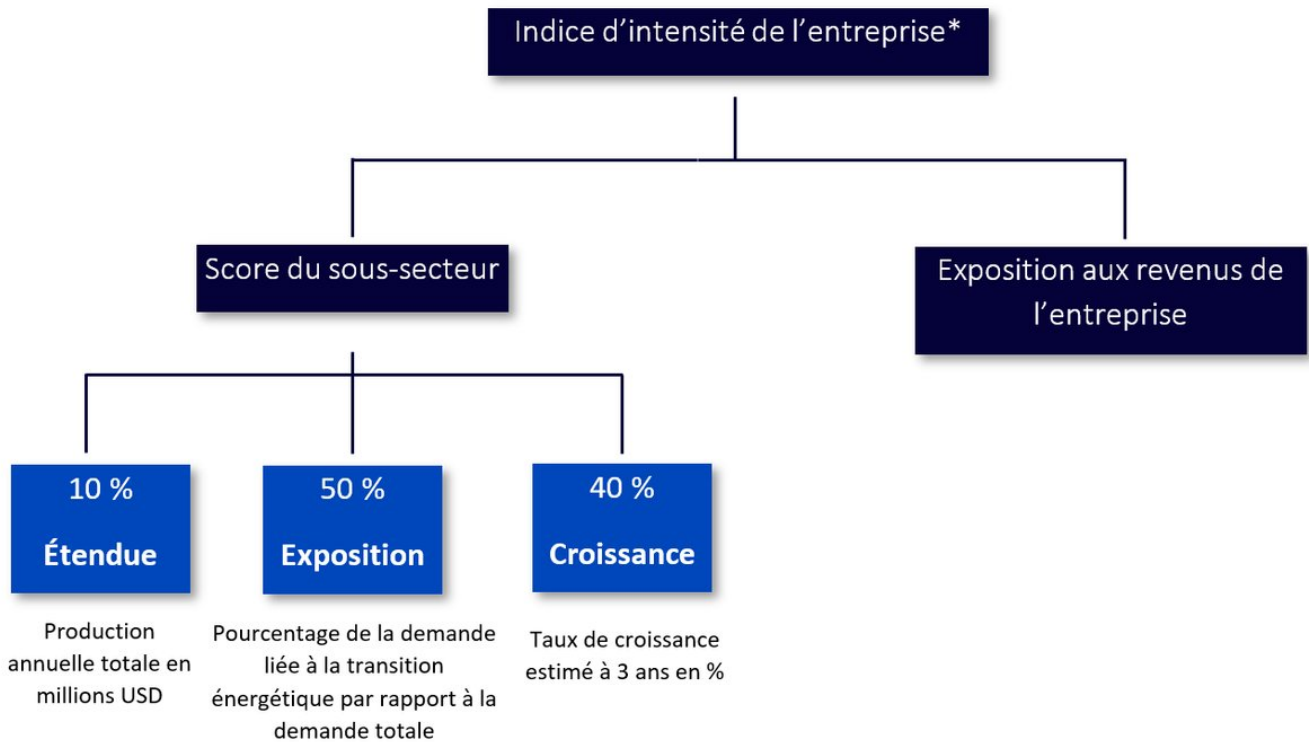 Indice d’intensité de l’entreprise*
Score du sous-secteur
Exposition aux revenus de
l’entreprise
10 %
Étendue
50 %
Exposition
40 %
Croissance
Production
annuelle totale en
millions USD
Pourcentage de la demande
liée à la transition
énergétique par rapport à la
demande totale
Taux de croissance
estimé à 3 ans en %